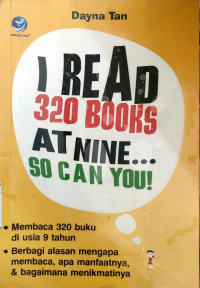 Dayna Tan
I READ
320 BOOKS
AT NINE...
SO CAN YOU!
• Membaca 320 buku
di usia 9 tahun
• Berbagi alasan mengapa
membaca, apa manfaatnya,
& bagaimana menikmatinya